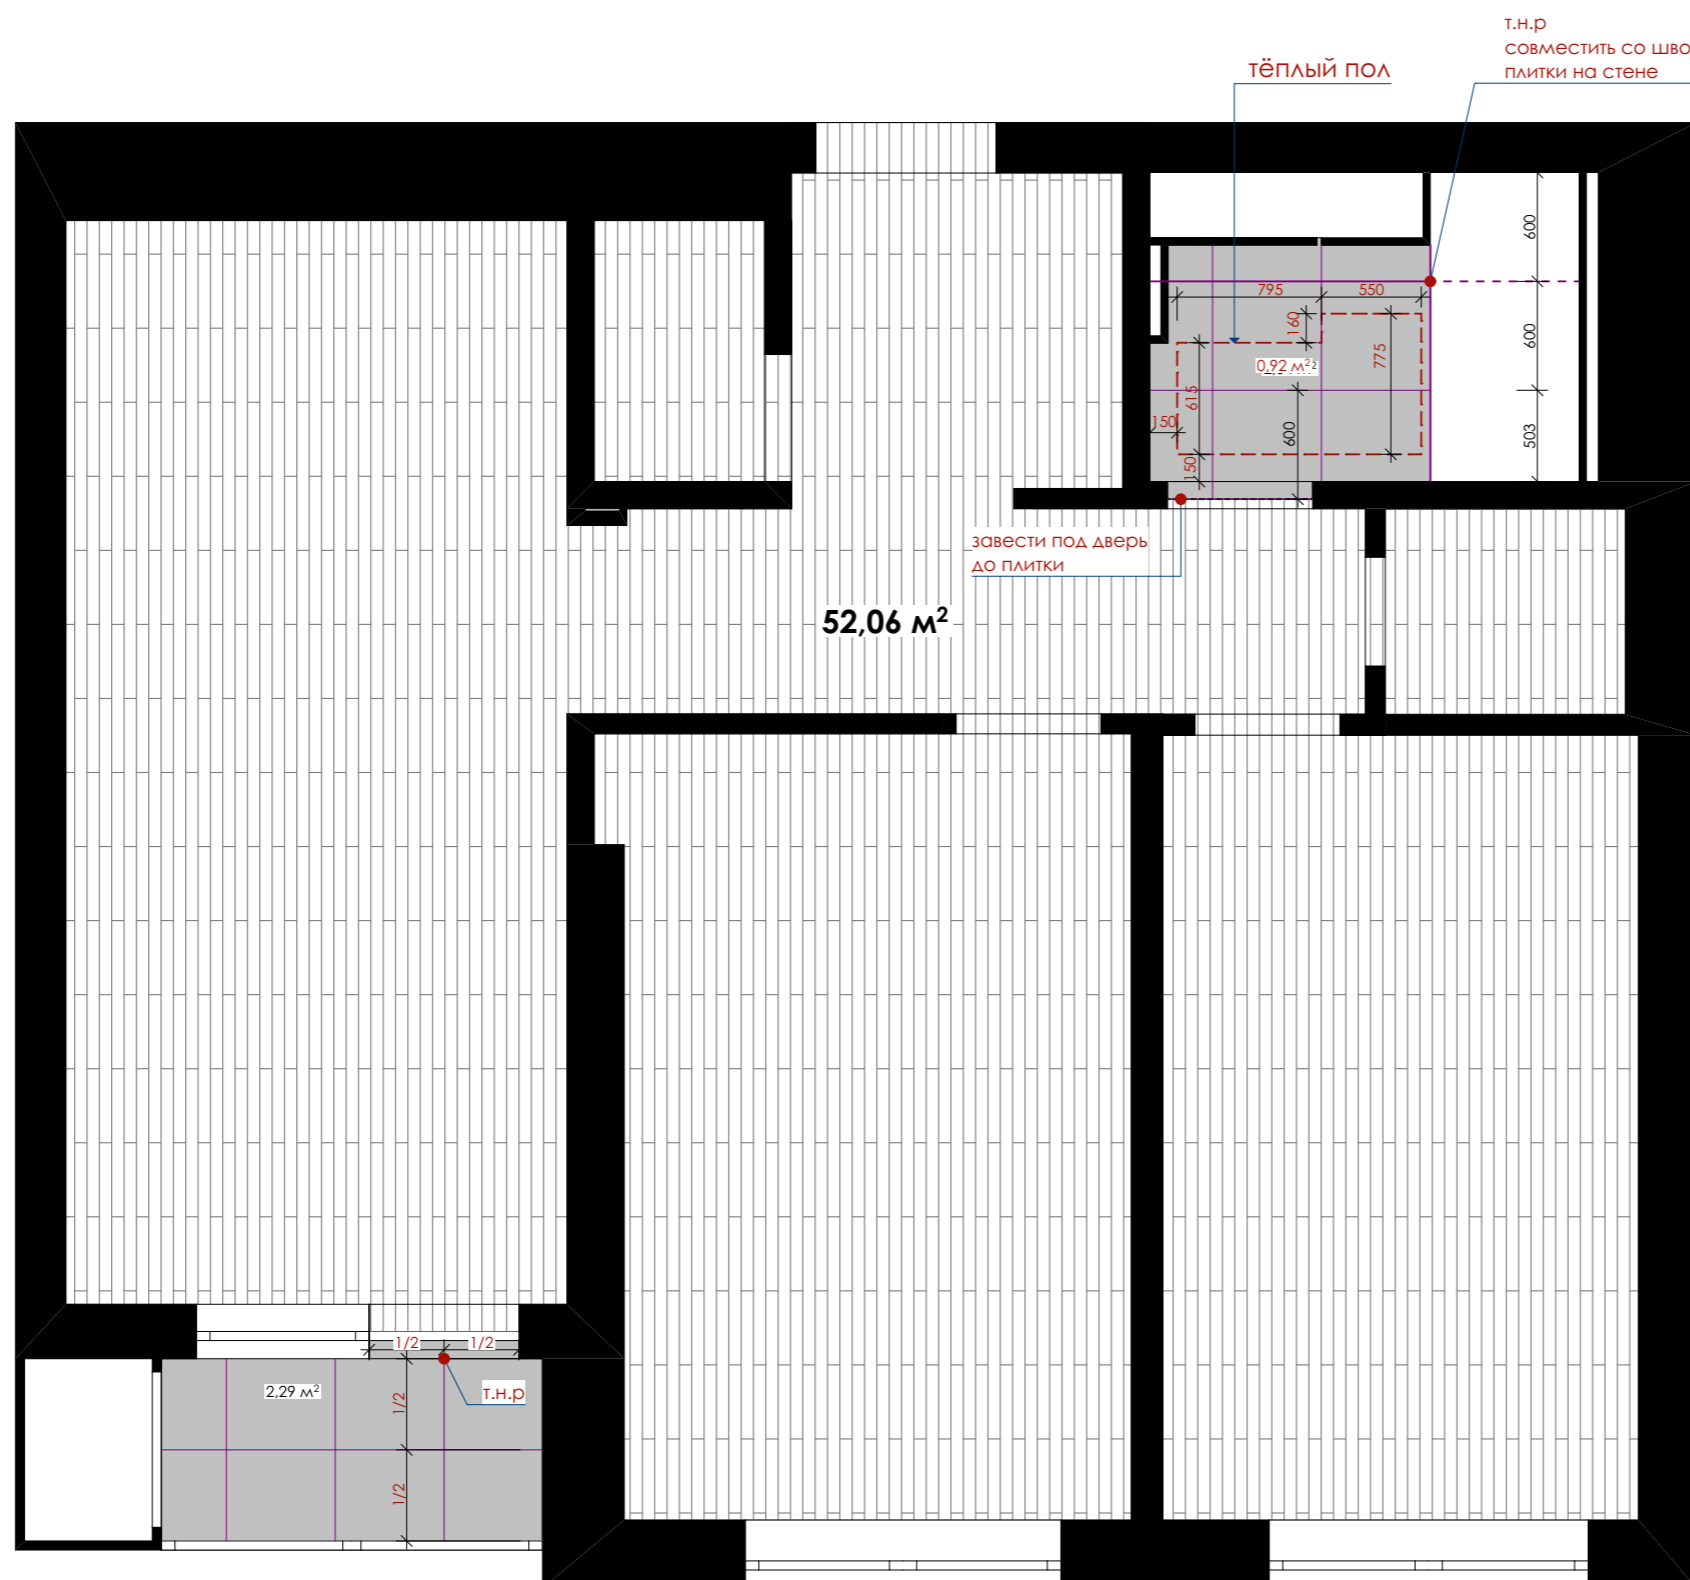 т.н.р
совместить со шво
плитки на стене
тёплый пол
600
795
550
160
600
775
0,92 м²
615
150
600
503
150
завести под дверь
до плитки
52,06 м²
1/2
1/2
2,29 м²
т.н.р
1/2
1/2